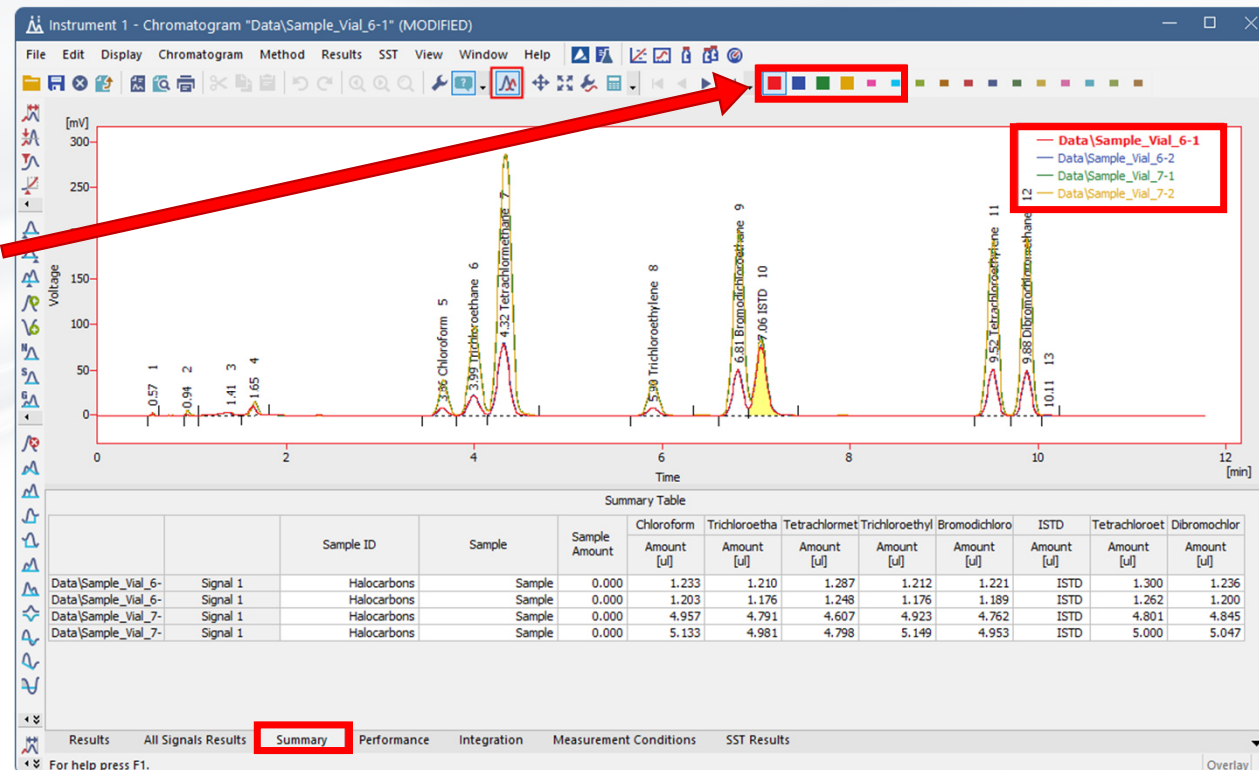 Instrument 1 - Chromatogram "Data\Sample_Vial_6-1" (MODIFIED)
File Edit Display Chromatogram Method Results SST View Window Help
[mV]
300
250
150
100
50
0
Voltage
0.57 1
0.94 2
1.41 3
1.65 4
3.66 Chloroform 5
3.99 Trichloroethane 6
4.32 Tetrachlormethane 7
5.90 Trichloroethylene 8
6.81 Bromodichloroethane 9
7.06 ISTD 10
9.52 Tetrachloroethylene 11
9.88 Dibromochloromethane 12
10.11 13
Data\Sample_Vial_6-1
Data\Sample_Vial_6-2
Data\Sample_Vial_7-1
Data\Sample_Vial_7-2
0 2 4 6 8 10 12
Time
[min]
Summary Table
Sample ID Sample Sample Amount Chloroform Trichloroetha Tetrachlormet Trichloroethyl Bromodichloro ISTD Tetrachloroet Dibromochlor
Amount Amount Amount Amount Amount Amount Amount Amount
[ul] [ul] [ul] [ul] [ul] [ul] [ul] [ul]
Data\Sample_Vial_6- Signal 1 Halocarbons Sample 0.000 1.233 1.210 1.287 1.212 1.221 ISTD 1.300 1.236
Data\Sample_Vial_6- Signal 1 Halocarbons Sample 0.000 1.203 1.176 1.248 1.176 1.189 ISTD 1.262 1.200
Data\Sample_Vial_7- Signal 1 Halocarbons Sample 0.000 4.957 4.791 4.607 4.923 4.762 ISTD 4.801 4.845
Data\Sample_Vial_7- Signal 1 Halocarbons Sample 0.000 5.133 4.981 4.798 5.149 4.953 ISTD 5.000 5.047
Results All Signals Results Summary Performance Integration Measurement Conditions SST Results
For help press F1.
Overlay